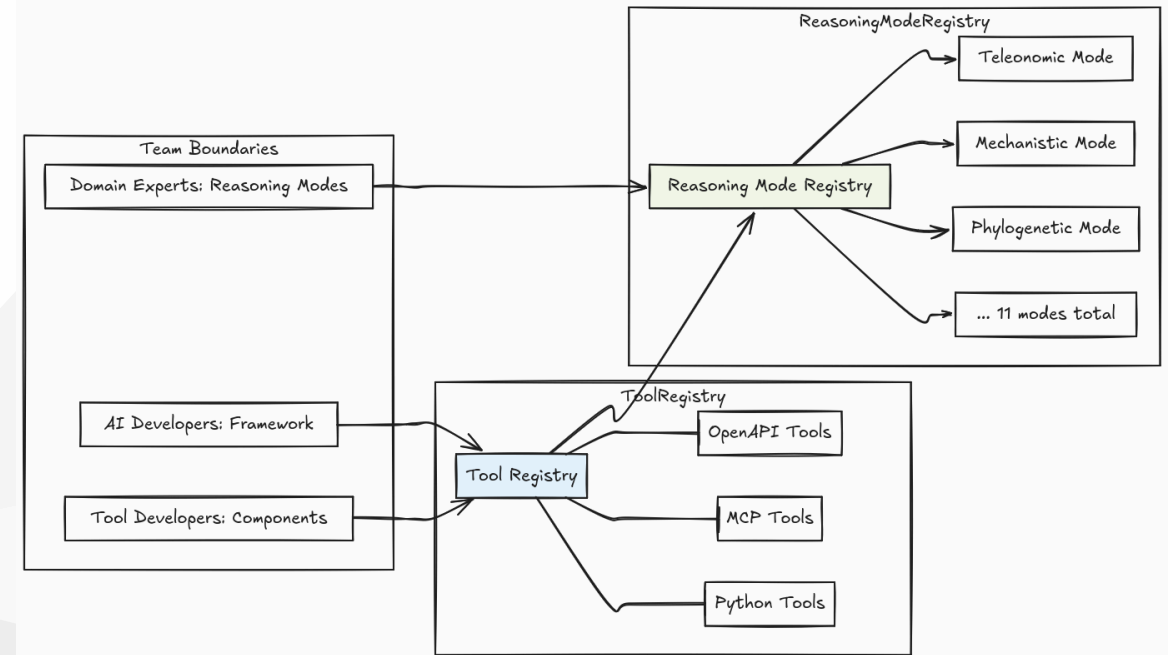 ReasoningModeRegistry
Teleonomic Mode
Mechanistic Mode
Reasoning Mode Registry
Phylogenetic Mode
... 11 modes total
Team Boundaries
Domain Experts: Reasoning Modes
AI Developers: Framework
Tool Developers: Components
ToolRegistry
OpenAPI Tools
Tool Registry
MCP Tools
Python Tools